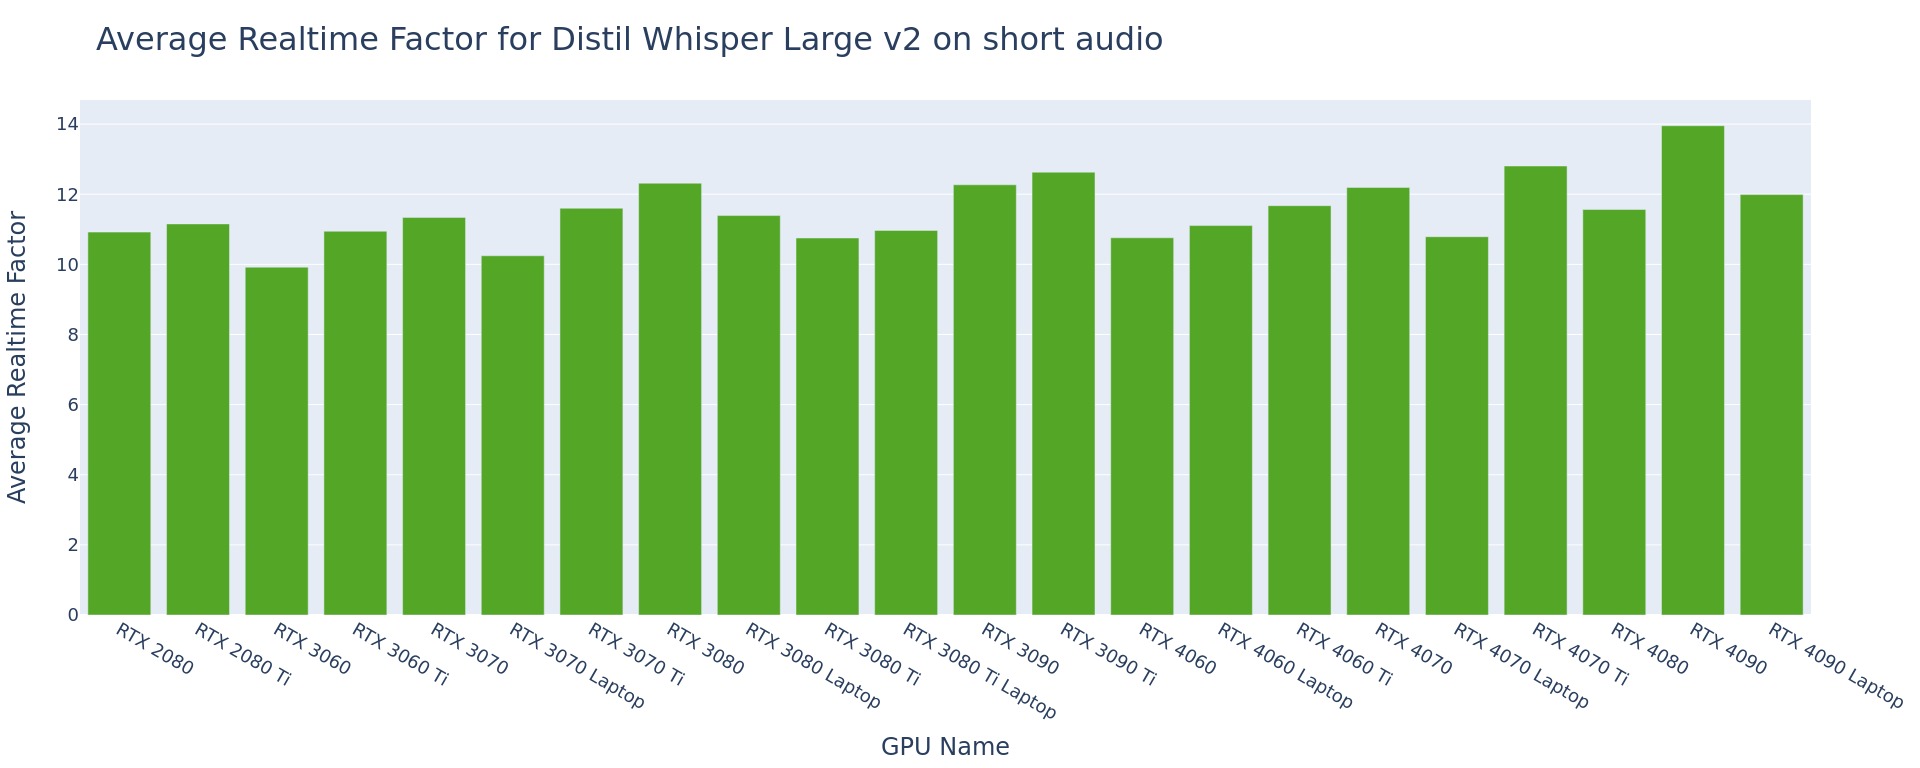 Average Realtime Factor for Distil Whisper Large v2 on short audio
Average Realtime Factor
14
12
10
8
6
4
2
0
RTX 2080
RTX 2080 Ti
RTX 3060
RTX 3060 Ti
RTX 3070
RTX 3070 Laptop
RTX 3070 Ti
RTX 3080
RTX 3080 Laptop
RTX 3080 Ti
RTX 3080 Ti Laptop
RTX 3090
RTX 3090 Ti
RTX 4060
RTX 4060 Laptop
RTX 4060 Ti
RTX 4070
RTX 4070 Laptop
RTX 4070 Ti
RTX 4080
RTX 4090
RTX 4090 Laptop
GPU Name